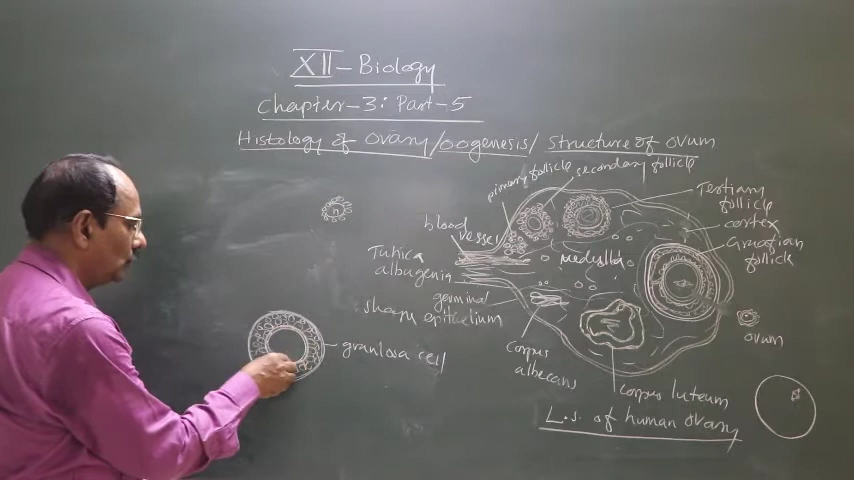 XII - Biology
Chapter-3: Part-5
Histology of Ovary/oogenesis/ Structure of Ovum
primary follicle
secondary follicle
Tertiary
follicle
cortex
Graafian
follicle
blood
vessel
Tunica
albugenia
germinal
epithelium
medulla
n
granulosa cell
corpus
albecans
corpus luteum
ovum
L.S. of human Ovary